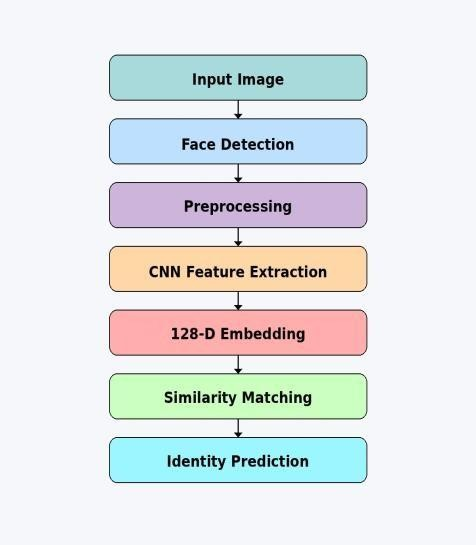 Input Image
Face Detection
Preprocessing
CNN Feature Extraction
128-D Embedding
Similarity Matching
Identity Prediction